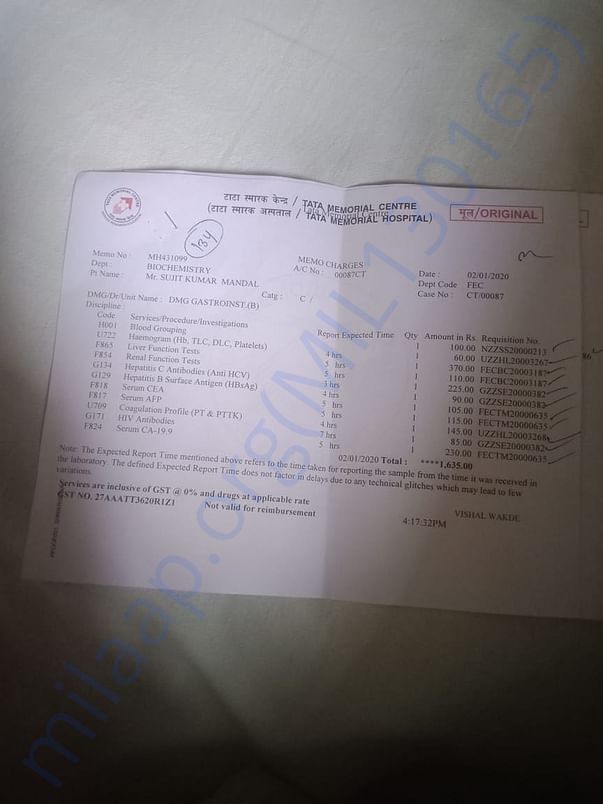 टाटा स्मारक केन्द्र / TATA MEMORIAL CENTRE
Tata Memorial Centre
(टाटा स्मारक अस्पताल / TATA MEMORIAL HOSPITAL)
मूल/ORIGINAL
134
MEMO CHARGES
Memo No : MH431099 A/C No : 00087CT Date : 02/01/2020
Dept : BIOCHEMISTRY Dept Code FEC
Pt Name : Mr. SUJIT KUMAR MANDAL Case No : CT/00087
Catg : C /
DMG/Dr/Unit Name : DMG GASTROINST.(B)
Discipline :
Code Services/Procedure/Investigations Report Expected Time Qty Amount in Rs Requisition No.
H001 Blood Grouping 1 100.00 NZZSS20000213
U722 Haemogram (Hb, TLC, DLC, Platelets) 4 hrs 1 60.00 UZZHL20003267
F865 Liver Function Tests 5 hrs 1 370.00 FECBC20003187
F854 Renal Function Tests 5 hrs 1 110.00 FECBC20003187
G134 Hepatitis C Antibodies (Anti HCV) hrs 1 225.00 GZZSE20000382
G129 Hepatitis B Surface Antigen (HBsAg) 4 hrs 1 90.00 GZZSE20000382
F818 Serum CEA 5 hrs 1 105.00 FECTM20000635
F817 Serum AFP 5 hrs 1 115.00 FECTM20000635
U709 Coagulation Profile (PT & PTTK) 4 hrs 1 145.00 UZZHL20003268
G171 HIV Antibodies 7 hrs 1 85.00 GZZSE20000382
F824 Serum CA-19.9 5 hrs 1 230.00 FECTM20000635
02/01/2020 Total : ****1,635.00
Note: The Expected Report Time mentioned above refers to the time taken for reporting the sample from the time it was received in
the laboratory. The defined Expected Report Time does not factor in delays due to any technical glitches which may lead to few
variations.
Services are inclusive of GST @ 0% and drugs at applicable rate
GST NO. 27AAATT3620R1Z1 Not valid for reimbursement
VISHAL WAKDE
4:17:32PM
milaap.org(MIL130165)